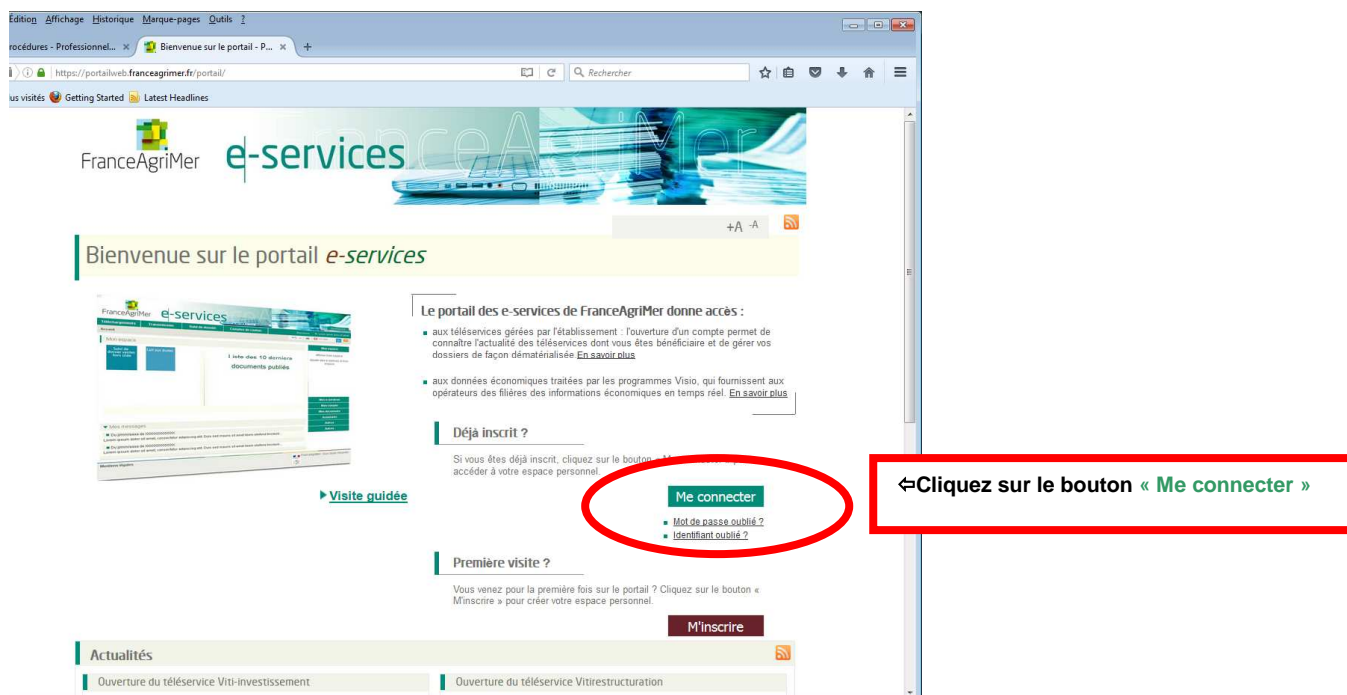 Édition Affichage Historique Marque-pages Outils ?
rocédures - Professionnel... × Bienvenue sur le portail - P... × +
https://portailweb.franceagrimer.fr/portail/ Rechercher
us visités Getting Started Latest Headlines
FranceAgriMer e-services FranceAgriMer
+A -A
Bienvenue sur le portail e-services
FranceAgriMer e-services
Liste des 10 derniers
documents publiés
Mes messages
Mentions légales
Visite guidée
Le portail des e-services de FranceAgriMer donne accès :
aux téléservices gérées par l'établissement : l'ouverture d'un compte permet de
connaître l'actualité des téléservices dont vous êtes bénéficiaire et de gérer vos
dossiers de façon dématérialisée En savoir plus
aux données économiques traitées par les programmes Visio, qui fournissent aux
opérateurs des filières des informations économiques en temps réel. En savoir plus
Déjà inscrit ?
Si vous êtes déjà inscrit, cliquez sur le bouton «
accéder à votre espace personnel.
Me connecter
Mot de passe oublié ?
Identifiant oublié ?
⇦Cliquez sur le bouton « Me connecter »
Première visite ?
Vous venez pour la première fois sur le portail ? Cliquez sur le bouton «
M'inscrire » pour créer votre espace personnel.
M'inscrire
Actualités
Ouverture du téléservice Viti-investissement
Ouverture du téléservice Vitirestructuration